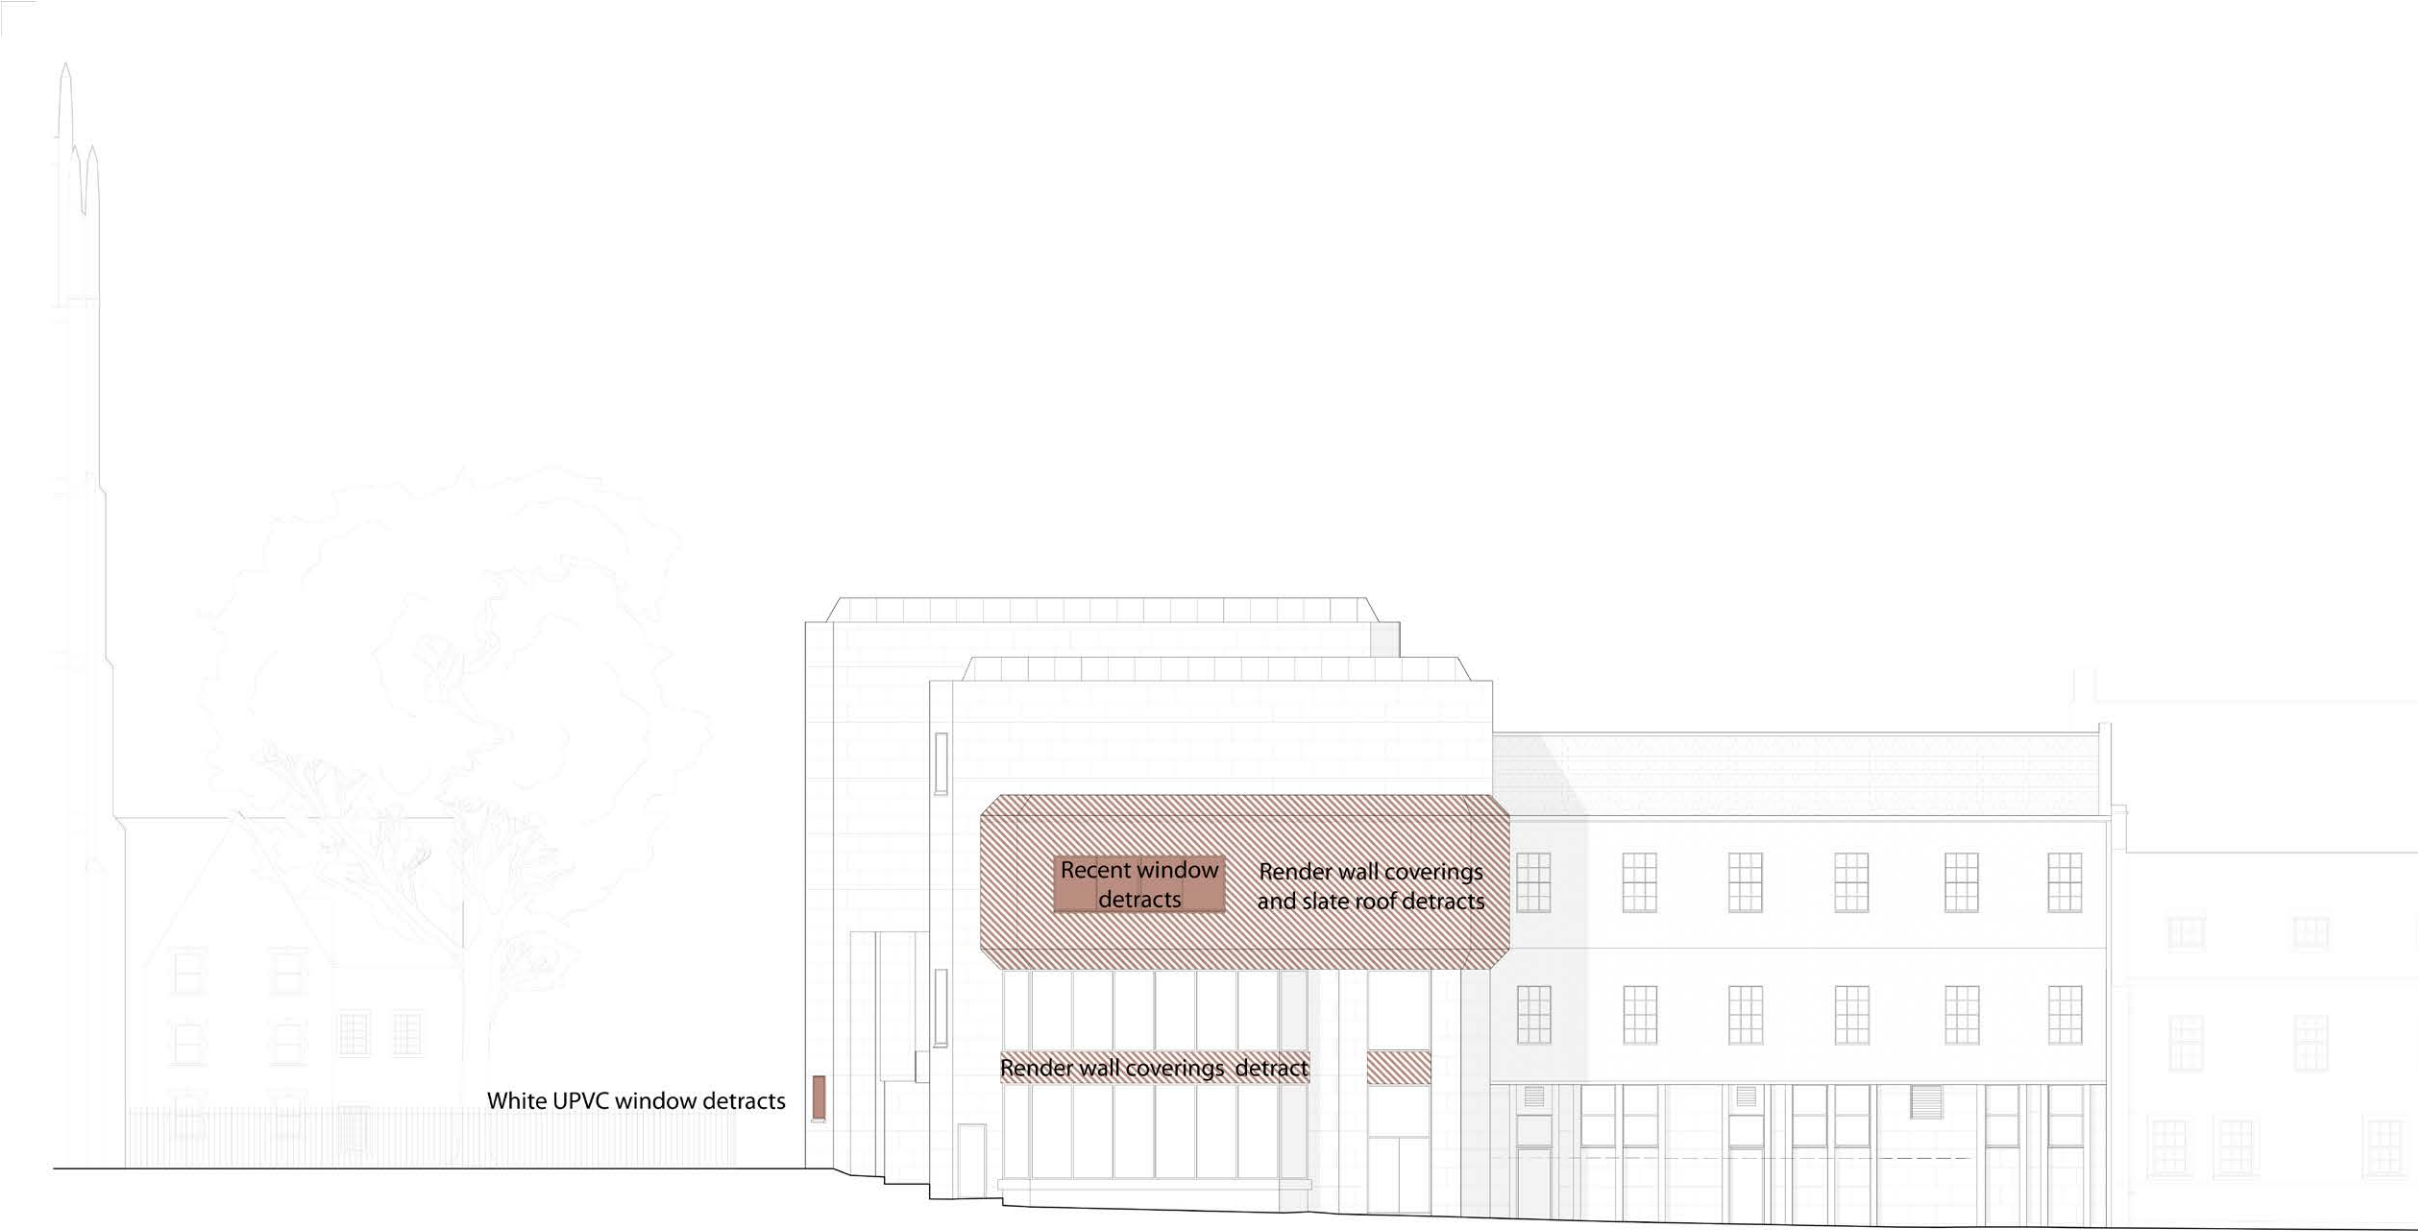 Recent window
detracts
Render wall coverings
and slate roof detracts
Render wall coverings detract
White UPVC window detracts